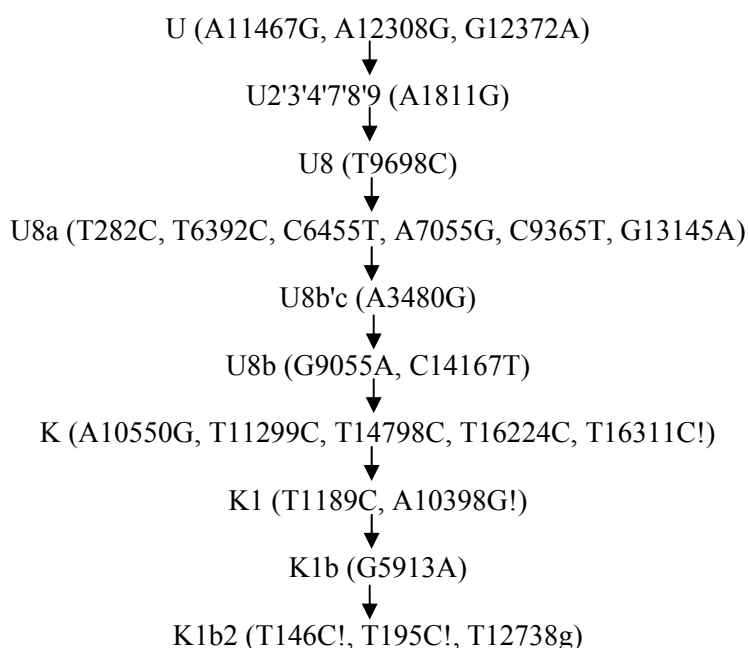 U (A11467G, A12308G, G12372A)
U2'3'4'7'8'9 (A1811G)
U8 (T9698C)
U8a (T282C, T6392C, C6455T, A7055G, C9365T, G13145A)
U8b'c (A3480G)
U8b (G9055A, C14167T)
K (A10550G, T11299C, T14798C, T16224C, T16311C!)
K1 (T1189C, A10398G!)
K1b (G5913A)
K1b2 (T146C!, T195C!, T12738g)